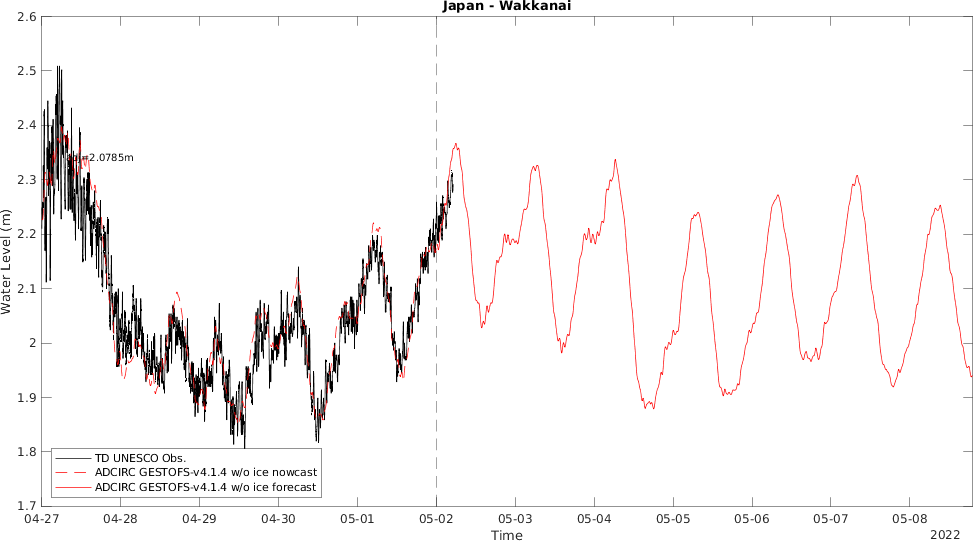 Japan - Wakkanai
2.6
2.5
2.4
2.3
2.2
2.1
2
1.9
1.8
1.7
Water Level (m)
=2.0785m
TD UNESCO Obs.
ADCIRC GESTOFS-v4.1.4 w/o ice nowcast
ADCIRC GESTOFS-v4.1.4 w/o ice forecast
04-27 04-28 04-29 04-30 05-01 05-02 05-03 05-04 05-05 05-06 05-07 05-08
Time
2022